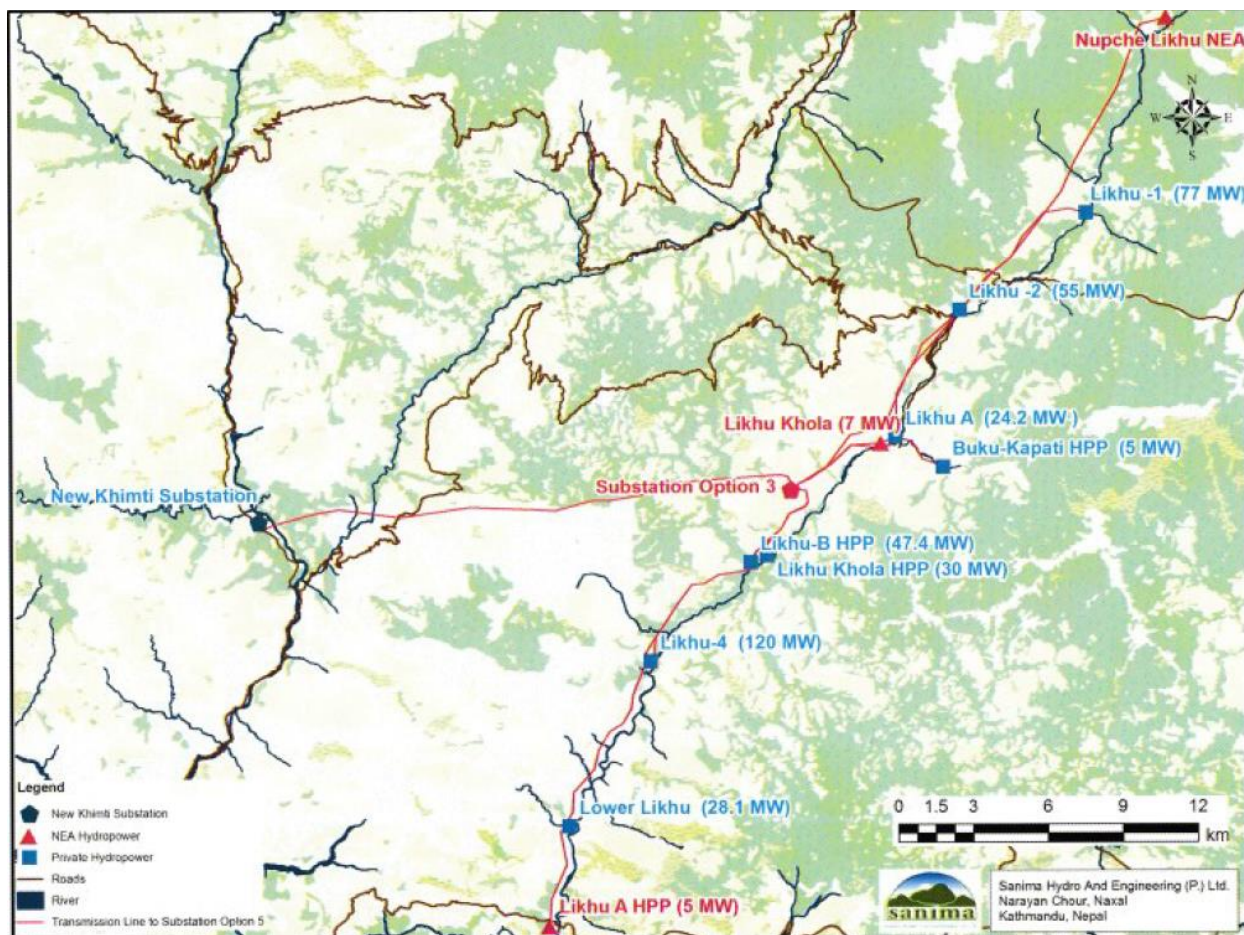 Nupche Likhu NEA
N
W E
S
Likhu -1 (77 MW)
Likhu -2 (55 MW)
Likhu Khola (7 MW)
Likhu A (24.2 MW )
Buku-Kapati HPP (5 MW)
New Khimti Substation
Substation Option 3
Likhu-B HPP (47.4 MW)
Likhu Khola HPP (30 MW)
Likhu-4 (120 MW)
Lower Likhu (28.1 MW)
Likhu A HPP (5 MW)
Legend
New Khimti Substation
NEA Hydropower
Private Hydropower
Roads
River
Transmission Line to Substation Option 5
0 1.5 3 6 9 12
km
sanima
Sanima Hydro And Engineering (P.) Ltd.
Narayan Chour, Naxal
Kathmandu, Nepal